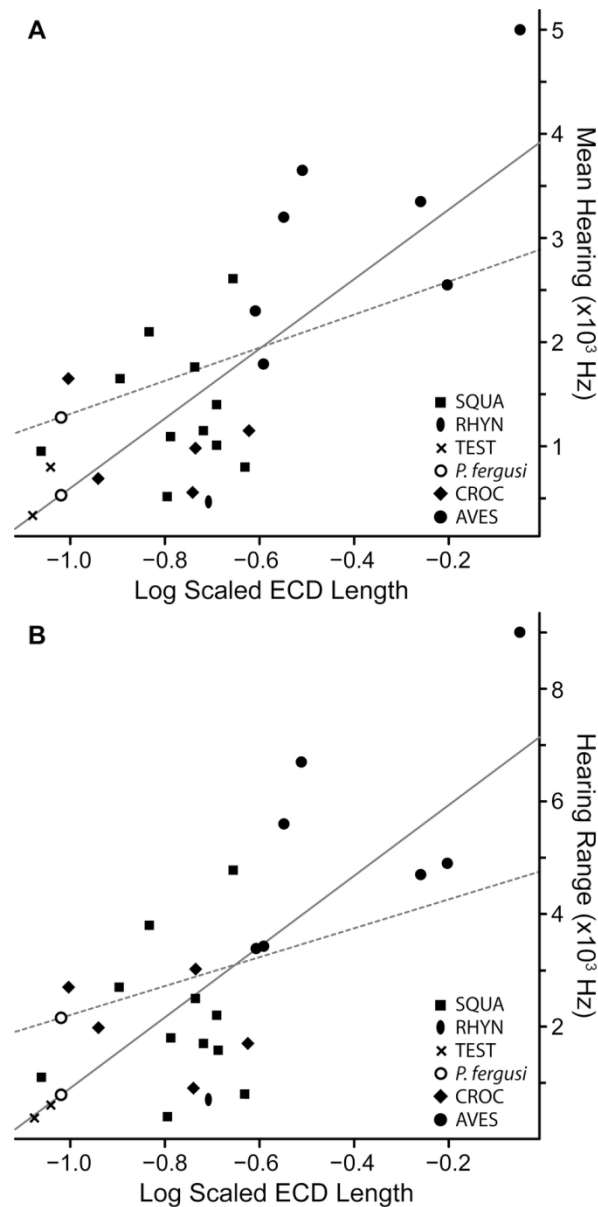 A
5
4
3
2
1
Mean Hearing (x10³ Hz)
SQUA
RHYN
TEST
P. fergusi
CROC
AVES
−1.0 −0.8 −0.6 −0.4 −0.2
Log Scaled ECD Length
B
8
6
4
2
Hearing Range (x10³ Hz)
SQUA
RHYN
TEST
P. fergusi
CROC
AVES
−1.0 −0.8 −0.6 −0.4 −0.2
Log Scaled ECD Length